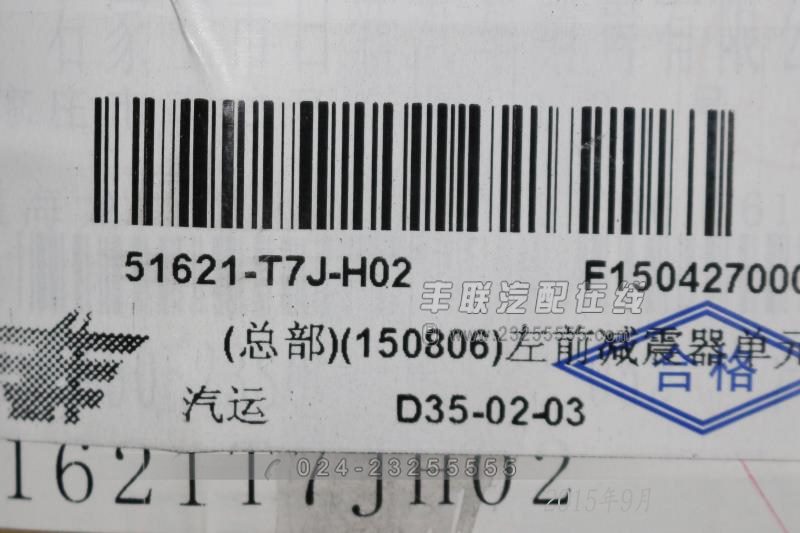 51621-T7J-H02 F150427000
丰联汽配在线
www.23255555.com
(总部)(150806)左前减震器单元
合格
汽运 D35-02-03
024-23255555
1621T7JH02
2015年9月